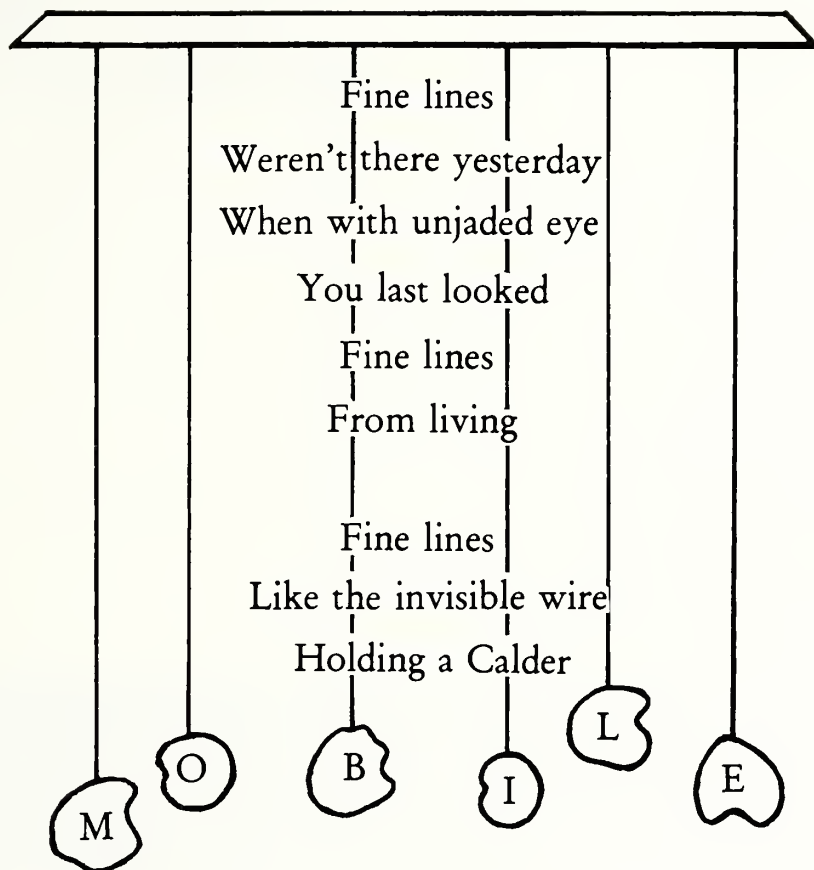 Fine lines
Weren't there yesterday
When with unjaded eye
You last looked
Fine lines
From living
Fine lines
Like the invisible wire
Holding a Calder
M O B I L E